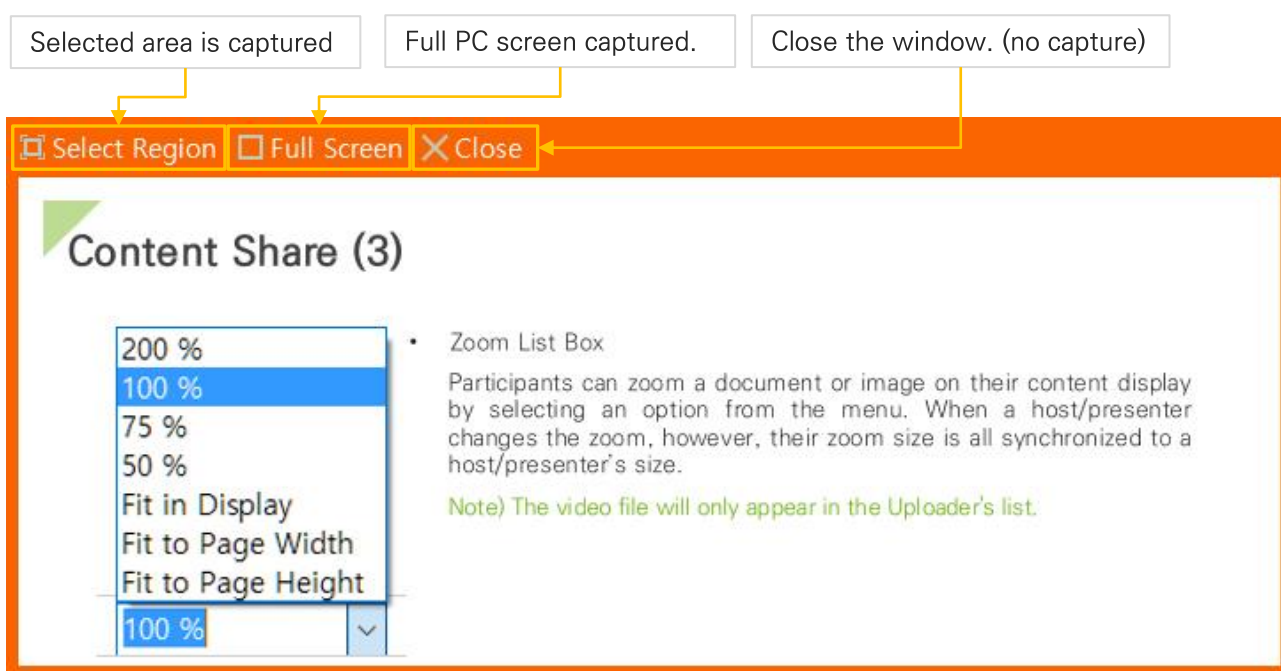 Selected area is captured
Full PC screen captured.
Close the window. (no capture)
Select Region
Full Screen
Close
Content Share (3)
200 %
100 %
75 %
50 %
Fit in Display
Fit to Page Width
Fit to Page Height
100 %
• Zoom List Box
Participants can zoom a document or image on their content display
by selecting an option from the menu. When a host/presenter
changes the zoom, however, their zoom size is all synchronized to a
host/presenter's size.
Note) The video file will only appear in the Uploader's list.